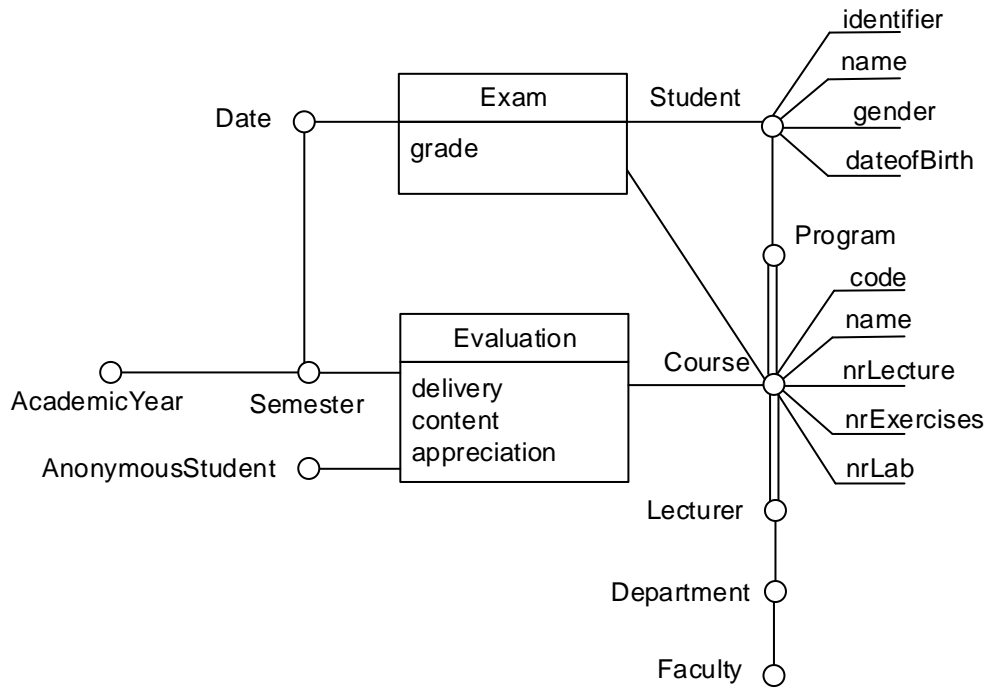 identifier
name
Exam
Student
Date
gender
grade
dateofBirth
Program
code
name
Evaluation
Course
nrLecture
delivery
AcademicYear
Semester
content
nrExercises
appreciation
AnonymousStudent
nrLab
Lecturer
Department
Faculty